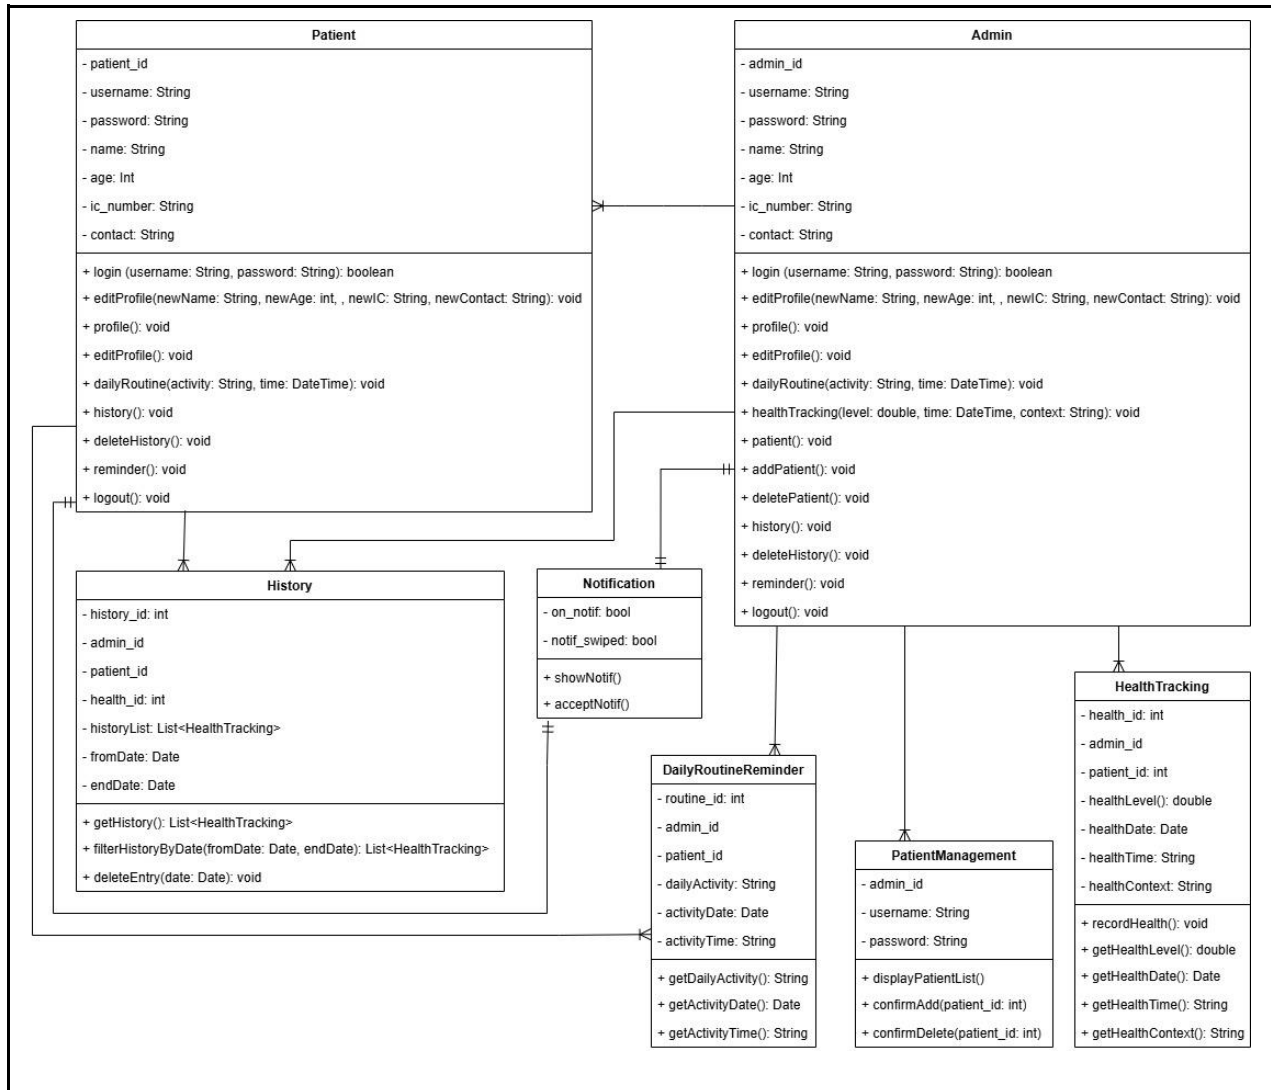 Patient
- patient_id
- username: String
- password: String
- name: String
- age: Int
- ic_number: String
- contact: String
+ login (username: String, password: String): boolean
+ editProfile(newName: String, newAge: int, , newIC: String, newContact: String): void
+ profile(): void
+ editProfile(): void
+ dailyRoutine(activity: String, time: DateTime): void
+ history(): void
+ deleteHistory(): void
+ reminder(): void
+ logout(): void
Admin
- admin_id
- username: String
- password: String
- name: String
- age: Int
- ic_number: String
- contact: String
+ login (username: String, password: String): boolean
+ editProfile(newName: String, newAge: int, , newIC: String, newContact: String): void
+ profile(): void
+ editProfile(): void
+ dailyRoutine(activity: String, time: DateTime): void
+ healthTracking(level: double, time: DateTime, context: String): void
+ patient(): void
+ addPatient(): void
+ deletePatient(): void
+ history(): void
+ deleteHistory(): void
+ reminder(): void
+ logout(): void
History
- history_id: int
- admin_id
- patient_id
- health_id: int
- historyList: List<HealthTracking>
- fromDate: Date
- endDate: Date
+ getHistory(): List<HealthTracking>
+ filterHistoryByDate(fromDate: Date, endDate): List<HealthTracking>
+ deleteEntry(date: Date): void
Notification
- on_notif: bool
- notif_swiped: bool
+ showNotif()
+ acceptNotif()
DailyRoutineReminder
- routine_id: int
- admin_id
- patient_id
- dailyActivity: String
- activityDate: Date
- activityTime: String
+ getDailyActivity(): String
+ getActivityDate(): Date
+ getActivityTime(): String
PatientManagement
- admin_id
- username: String
- password: String
+ displayPatientList()
+ confirmAdd(patient_id: int)
+ confirmDelete(patient_id: int)
HealthTracking
- health_id: int
- admin_id
- patient_id: int
- healthLevel(): double
- healthDate: Date
- healthTime: String
- healthContext: String
+ recordHealth(): void
+ getHealthLevel(): double
+ getHealthDate(): Date
+ getHealthTime(): String
+ getHealthContext(): String